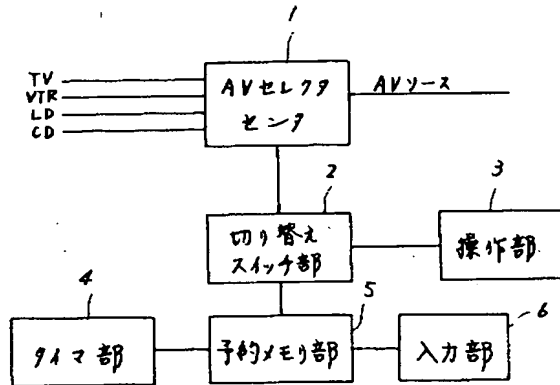 1
TV
VTR
LD
CD
AVセレクタ
センタ
AVソース
2
切り替え
スイッチ部
3
操作部
4
タイマ部
5
予約メモリ部
6
入力部